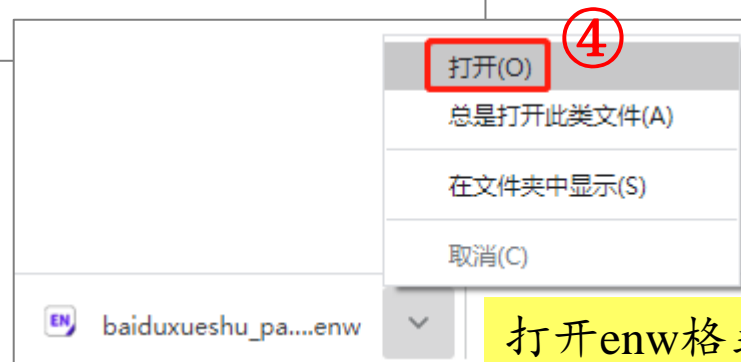 ④
打开(O)
总是打开此类文件(A)
在文件夹中显示(S)
取消(C)
EN
baiduxueshu_pa....enw
打开enw格